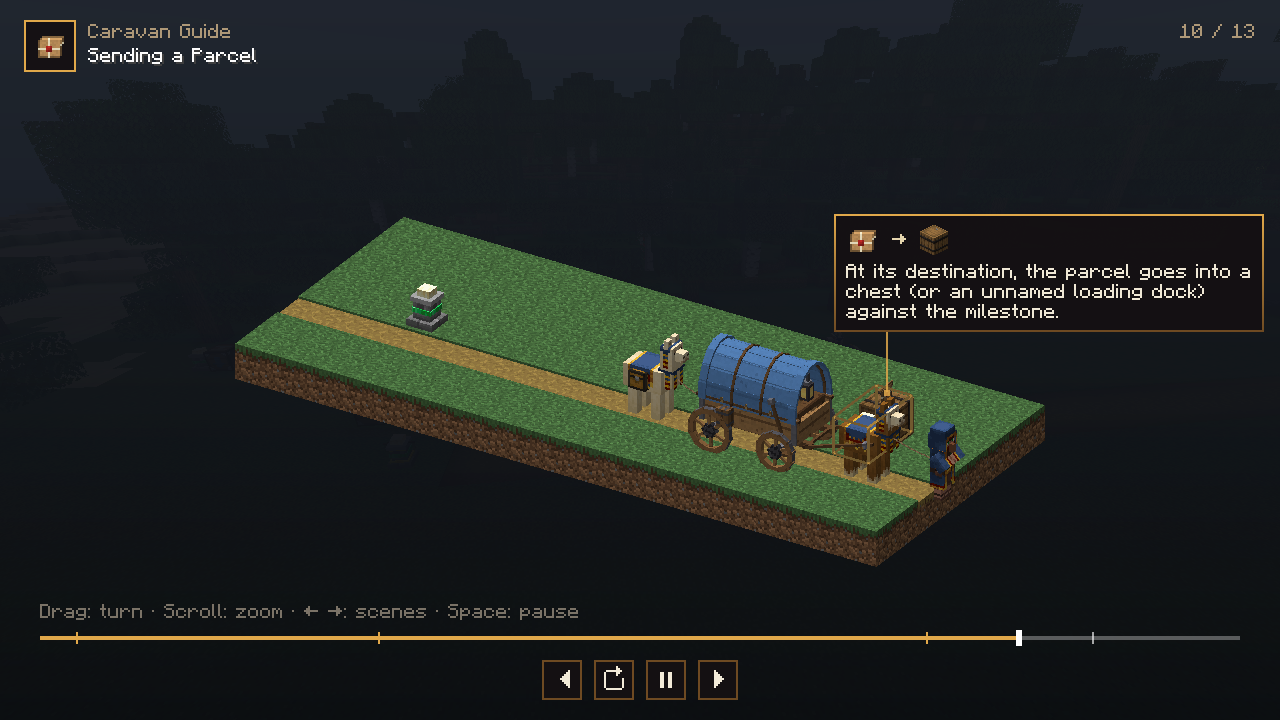 Caravan Guide
Sending a Parcel
10 / 13
At its destination, the parcel goes into a
chest (or an unnamed loading dock)
against the milestone.
Drag: turn · Scroll: zoom · ← →: scenes · Space: pause